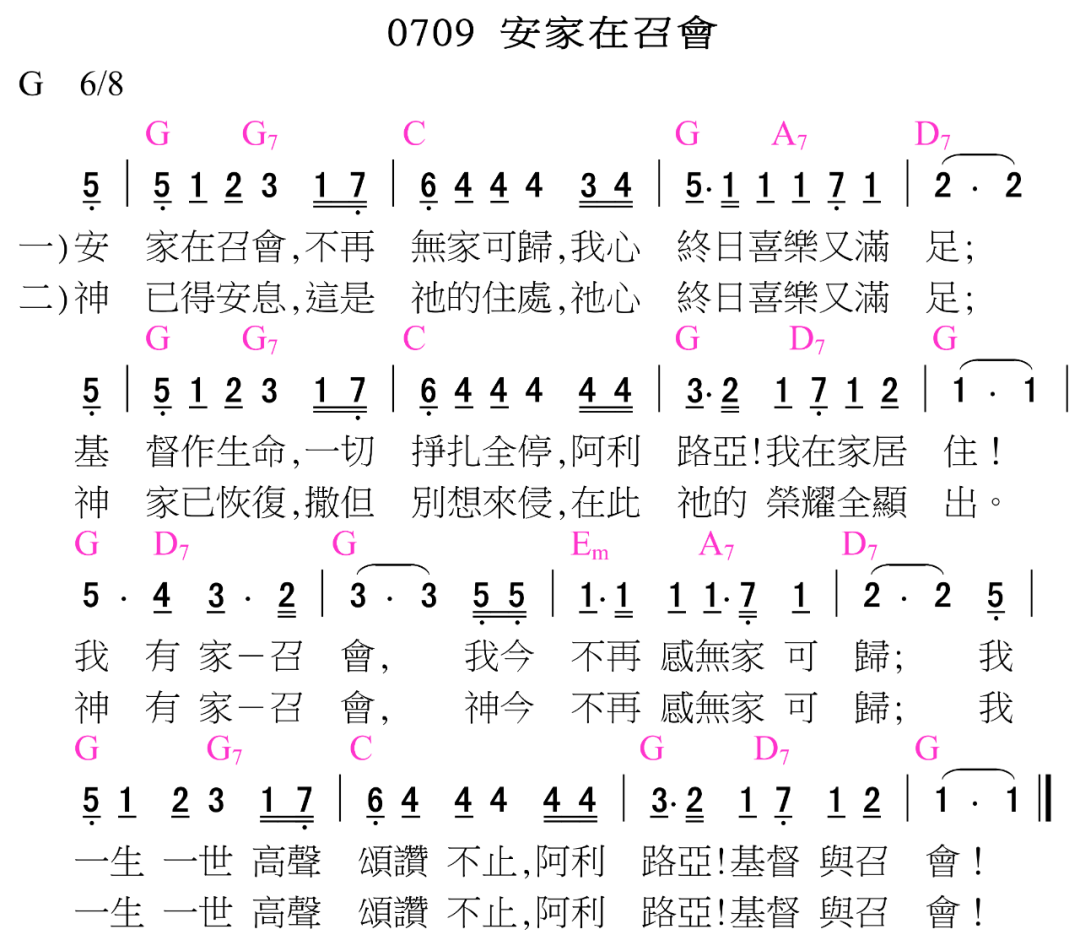 0709 安家在召會
G 6/8
G G7 C G A7 D7
5 | 5 1 2 3 1 7 | 6 4 4 4 3 4 | 5· 1 1 1 7 1 | 2 · 2
一)安 家在召會,不再 無家可歸,我心 終日喜樂又滿 足;
二)神 已得安息,這是 祂的住處,祂心 終日喜樂又滿 足;
G G7 C G D7 G
5 | 5 1 2 3 1 7 | 6 4 4 4 4 4 | 3· 2 1 7 1 2 | 1 · 1 |
基 督作生命,一切 掙扎全停,阿利 路亞!我在家居 住!
神 家已恢復,撒但 別想來侵,在此 祂的 榮耀全顯 出。
G D7 G Em A7 D7
5 · 4 3 · 2 | 3 · 3 5 5 | 1· 1 1 1· 7 1 | 2 · 2 5 |
我 有 家－召 會, 我今 不再 感無家 可 歸; 我
神 有 家－召 會, 神今 不再 感無家 可 歸; 我
G G7 C G D7 G
5 1 2 3 1 7 | 6 4 4 4 4 4 | 3· 2 1 7 1 2 | 1 · 1 ‖
一生 一世 高聲 頌讚 不止,阿利 路亞!基督 與召 會!
一生 一世 高聲 頌讚 不止,阿利 路亞!基督 與召 會!